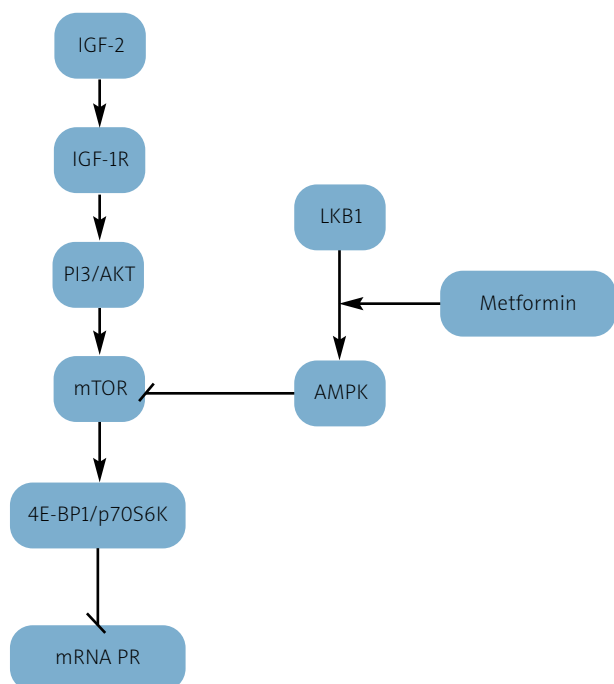 IGF-2
IGF-1R
LKB1
PI3/AKT
Metformin
mTOR
AMPK
4E-BP1/p70S6K
mRNA PR